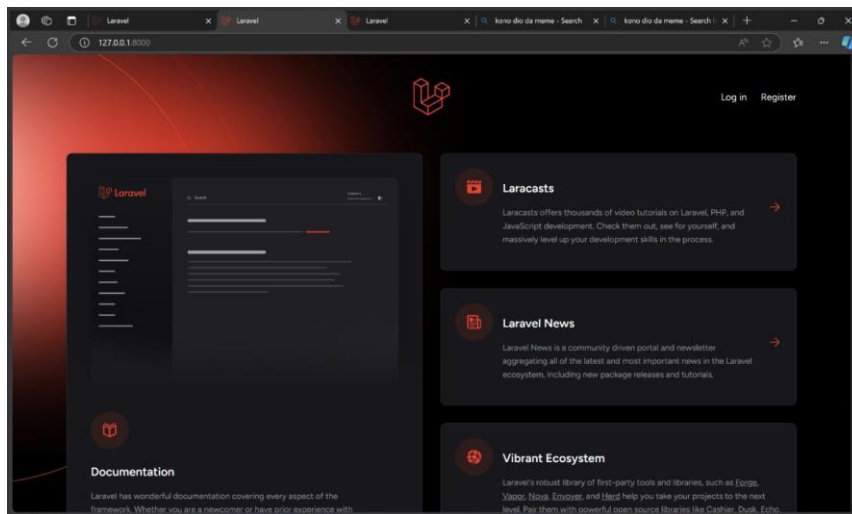 Laravel
Laravel
Laravel
kono dio da meme - Search
kono dio da meme - Search
127.0.0.1:8000
Log in Register
Laravel
Search
Laracasts
Laracasts offers thousands of video tutorials on Laravel, PHP, and
JavaScript development. Check them out, see for yourself, and
massively level up your development skills in the process.
Laravel News
Laravel News is a community driven portal and newsletter
aggregating all of the latest and most important news in the Laravel
ecosystem, including new package releases and tutorials.
Documentation
Laravel has wonderful documentation covering every aspect of the
framework. Whether you are a newcomer or have prior experience with
Vibrant Ecosystem
Laravel's robust library of first-party tools and libraries, such as Forge,
Vapor, Nova, Envoyer, and Herd help you take your projects to the next
level. Pair them with powerful open source libraries like Cashier, Dusk, Echo,